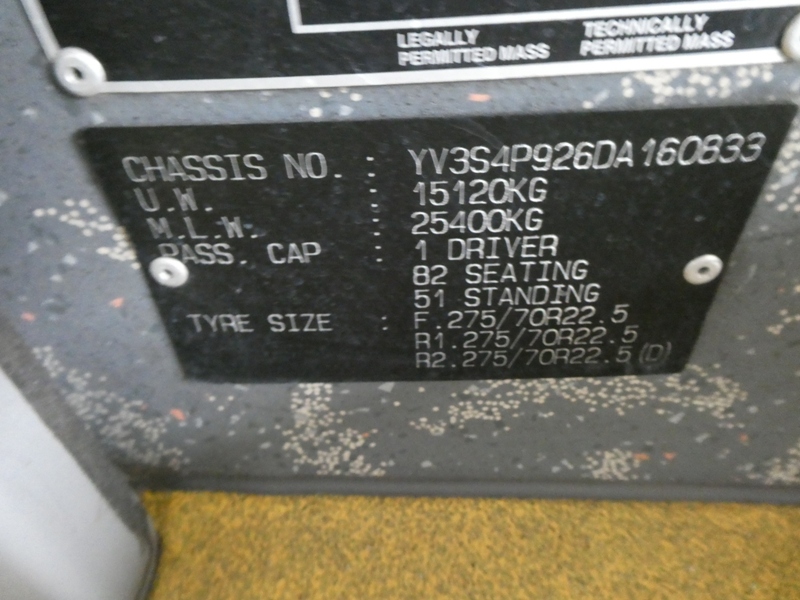 LEGALLY
PERMITTED MASS
TECHNICALLY
PERMITTED MASS
CHASSIS NO. : YV3S4P926DA160833
U.W. : 15120KG
M.L.W. : 25400KG
PASS. CAP : 1 DRIVER
82 SEATING
51 STANDING
TYRE SIZE : F.275/70R22.5
R1.275/70R22.5
R2.275/70R22.5(D)